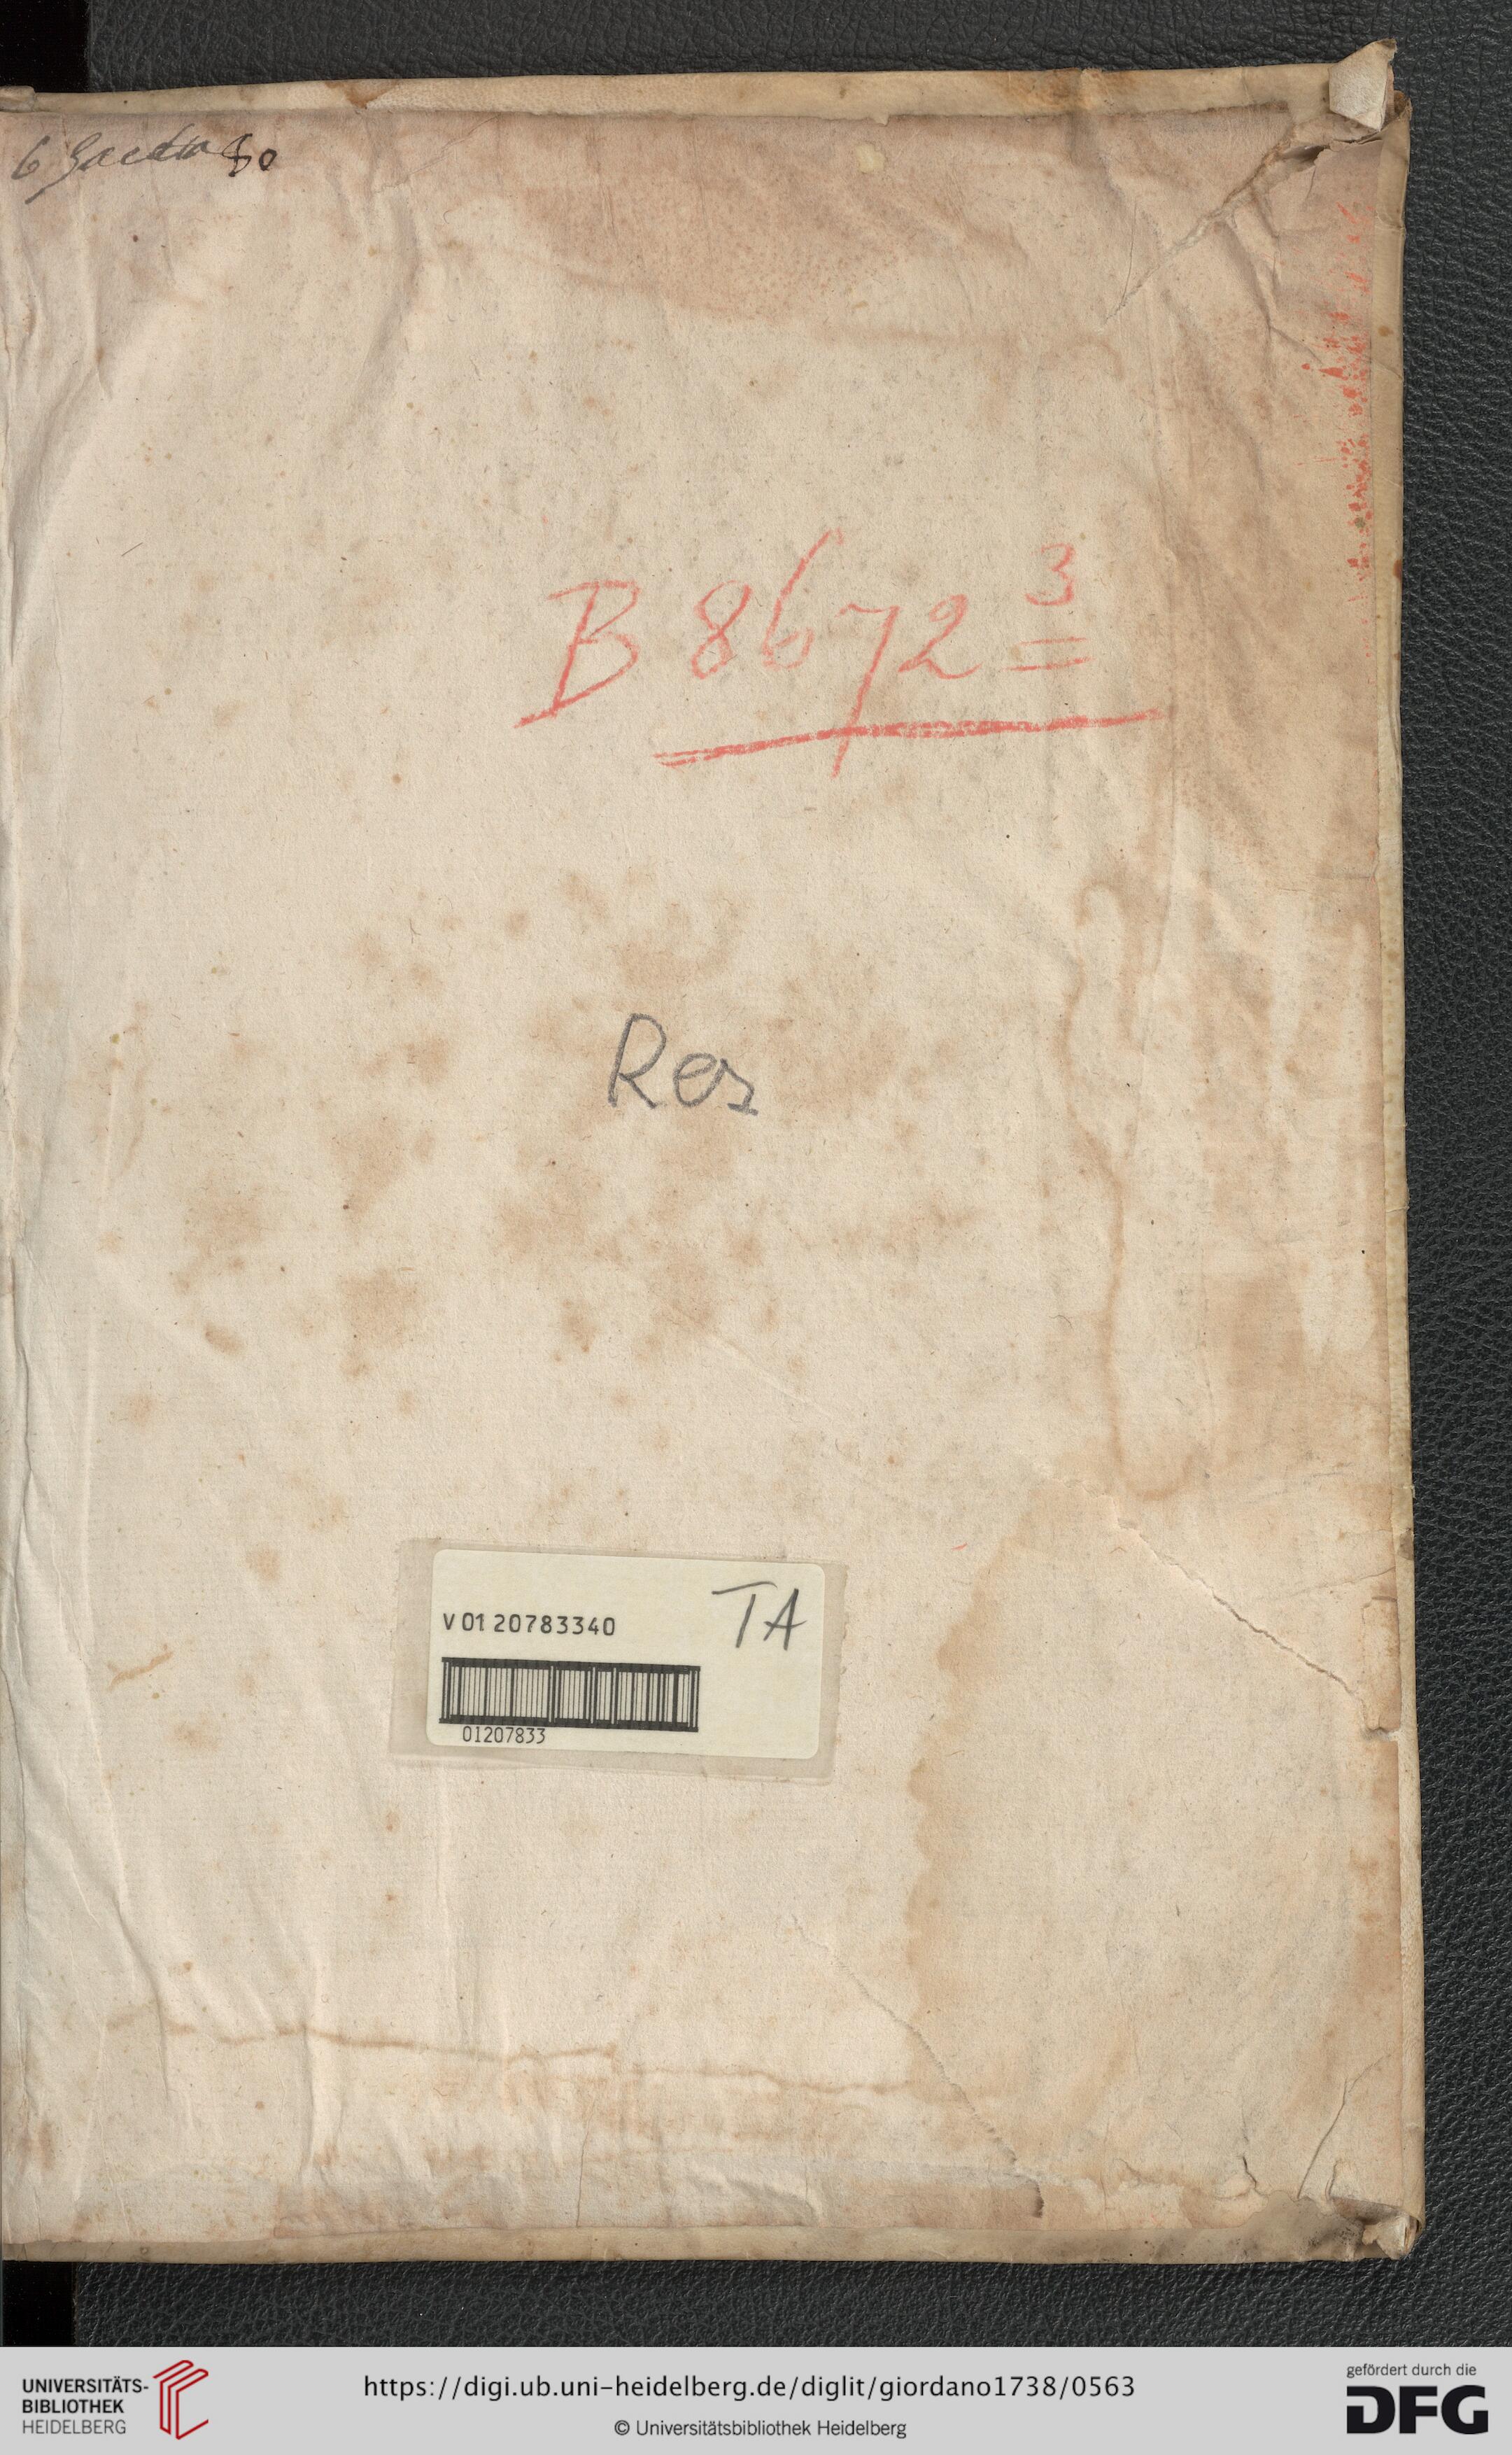 B 8672 3
Res
TA
V 01 20783340
01207833
UNIVERSITÄTS-
BIBLIOTHEK
HEIDELBERG
https://digi.ub.uni-heidelberg.de/diglit/giordano1738/0563
© Universitätsbibliothek Heidelberg
gefördert durch die
DFG